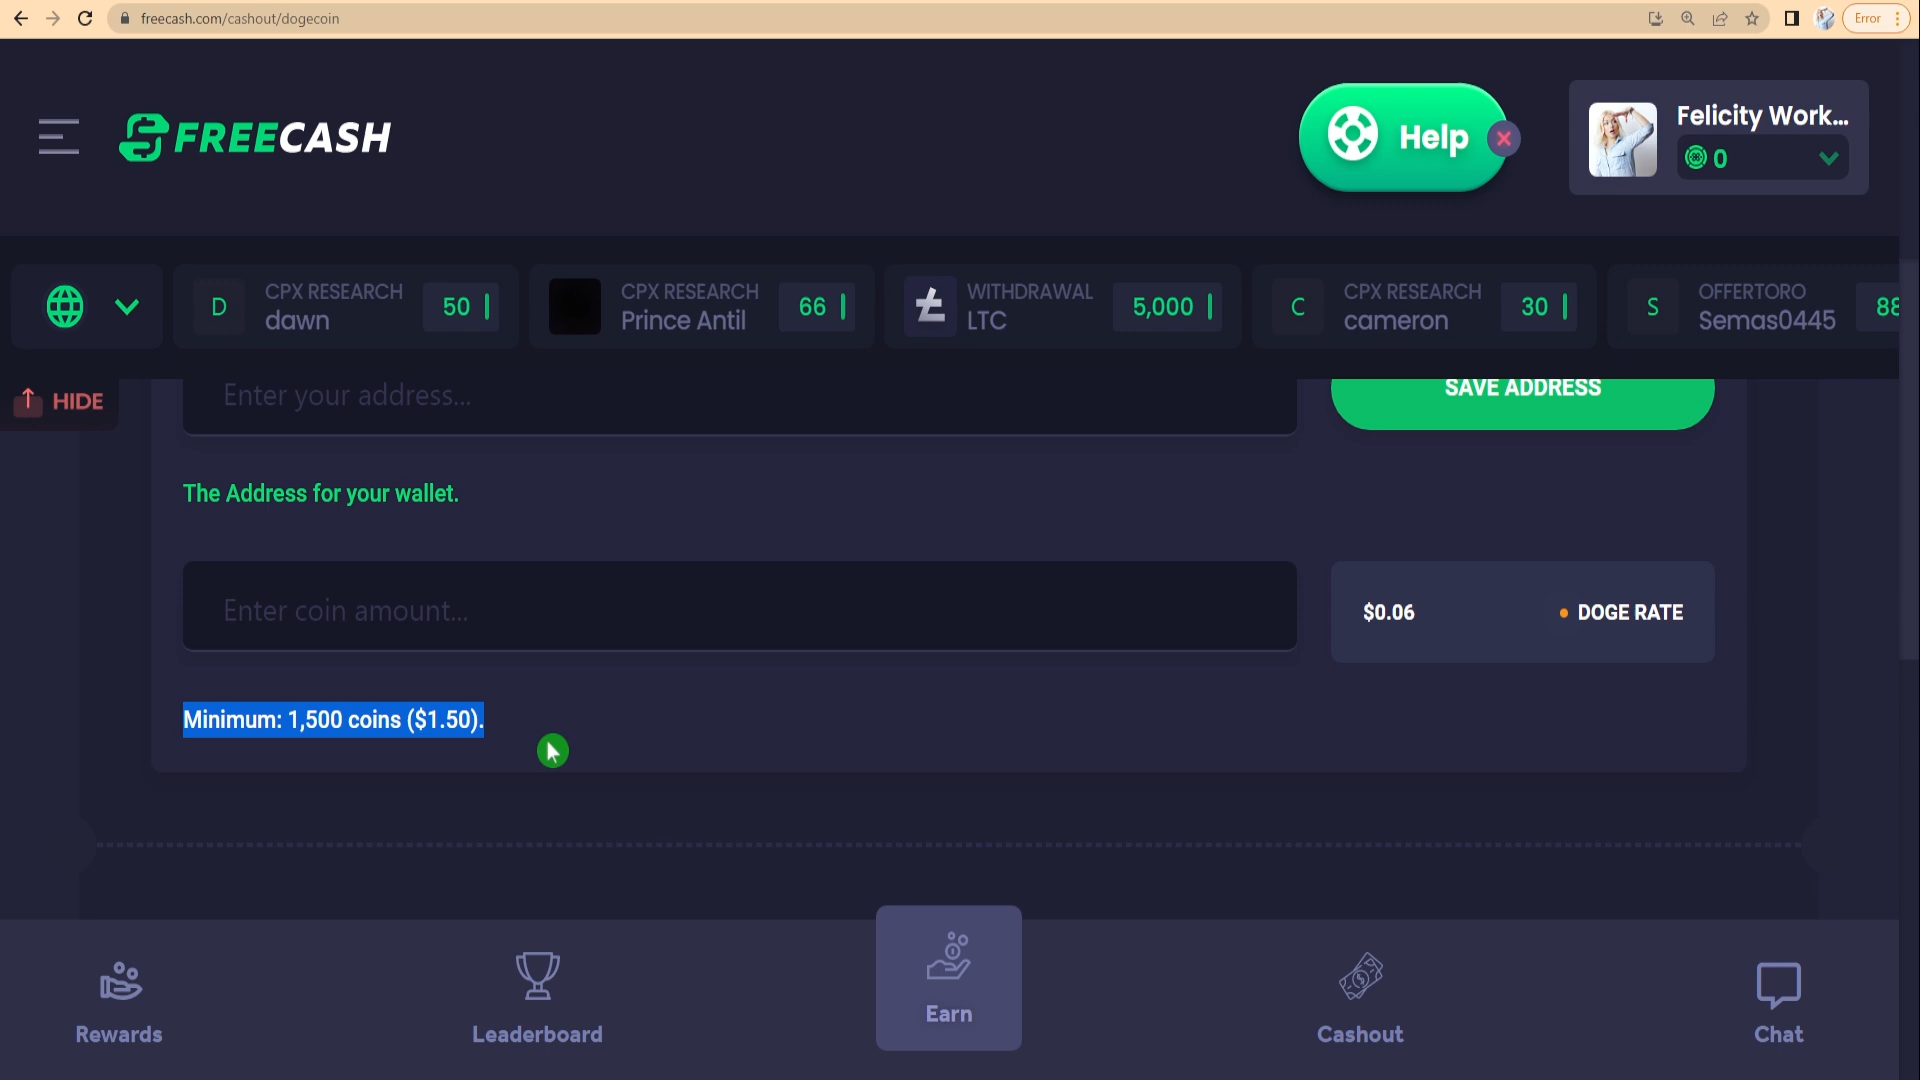 freecash.com/cashout/dogecoin
Error
FREECASH
Help
Felicity Work...
0
D
CPX RESEARCH
dawn
50
CPX RESEARCH
Prince Antil
66
WITHDRAWAL
LTC
5,000
C
CPX RESEARCH
cameron
30
S
OFFERTORO
Semas0445
88
HIDE
Enter your address...
SAVE ADDRESS
The Address for your wallet.
Enter coin amount...
$0.06
DOGE RATE
Minimum: 1,500 coins ($1.50).
Rewards
Leaderboard
Earn
Cashout
Chat